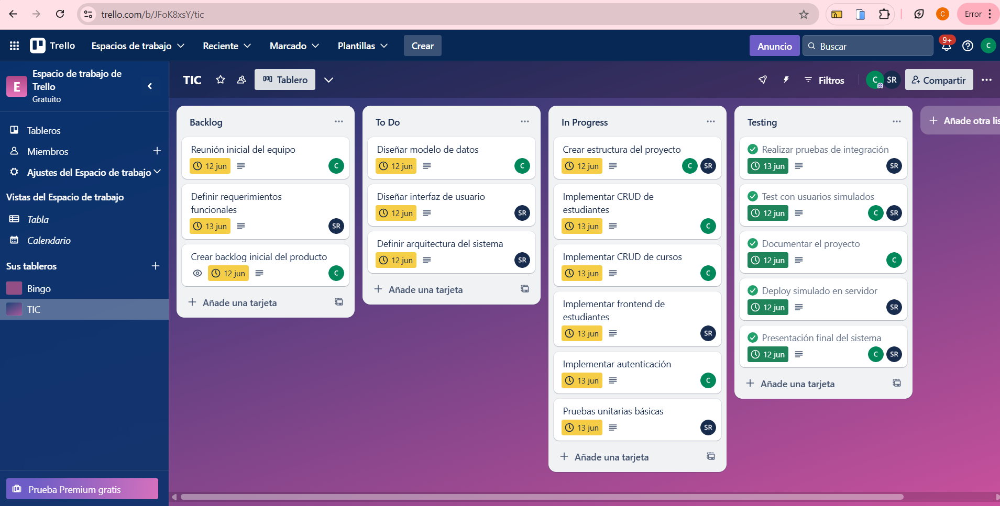 trello.com/b/JFoK8xsY/tic
C
Error
Trello
Espacios de trabajo
Reciente
Marcado
Plantillas
Crear
Anuncio
Buscar
9+
C
E
Espacio de trabajo de
Trello
Gratuito
Tableros
Miembros
Ajustes del Espacio de trabajo
Vistas del Espacio de trabajo
Tabla
Calendario
Sus tableros
Bingo
TIC
Prueba Premium gratis
TIC
Tablero
Filtros
C
SR
Compartir
Backlog
Reunión inicial del equipo
12 jun
C
Definir requerimientos
funcionales
13 jun
SR
Crear backlog inicial del producto
12 jun
C
Añade una tarjeta
To Do
Diseñar modelo de datos
12 jun
C
Diseñar interfaz de usuario
12 jun
SR
Definir arquitectura del sistema
12 jun
SR
Añade una tarjeta
In Progress
Crear estructura del proyecto
12 jun
C SR
Implementar CRUD de
estudiantes
13 jun
C
Implementar CRUD de cursos
13 jun
C
Implementar frontend de
estudiantes
13 jun
SR
Implementar autenticación
13 jun
C
Pruebas unitarias básicas
13 jun
SR
Añade una tarjeta
Testing
Realizar pruebas de integración
13 jun
SR
Test con usuarios simulados
12 jun
C SR
Documentar el proyecto
12 jun
C
Deploy simulado en servidor
12 jun
SR
Presentación final del sistema
12 jun
C SR
Añade una tarjeta
Añade otra lis